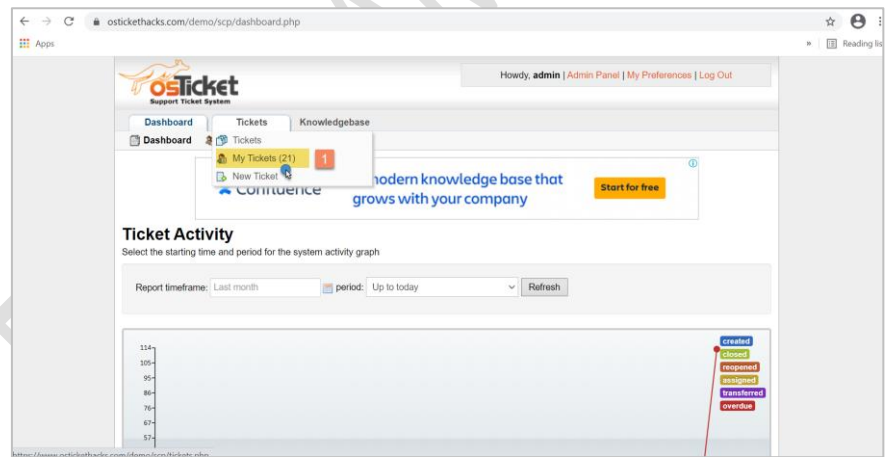 ostickethacks.com/demo/scp/dashboard.php
Apps
» Reading lis
osTicket
Support Ticket System
Howdy, admin | Admin Panel | My Preferences | Log Out
Dashboard Tickets Knowledgebase
Dashboard Tickets
My Tickets (21) 1
New Ticket
Confluence
modern knowledge base that
grows with your company
Start for free
Ticket Activity
Select the starting time and period for the system activity graph
Report timeframe: Last month period: Up to today Refresh
114
105
95
86
76
67
57
created
closed
reopened
assigned
transferred
overdue
https://www.ostickethacks.com/demo/scp/tickets.php